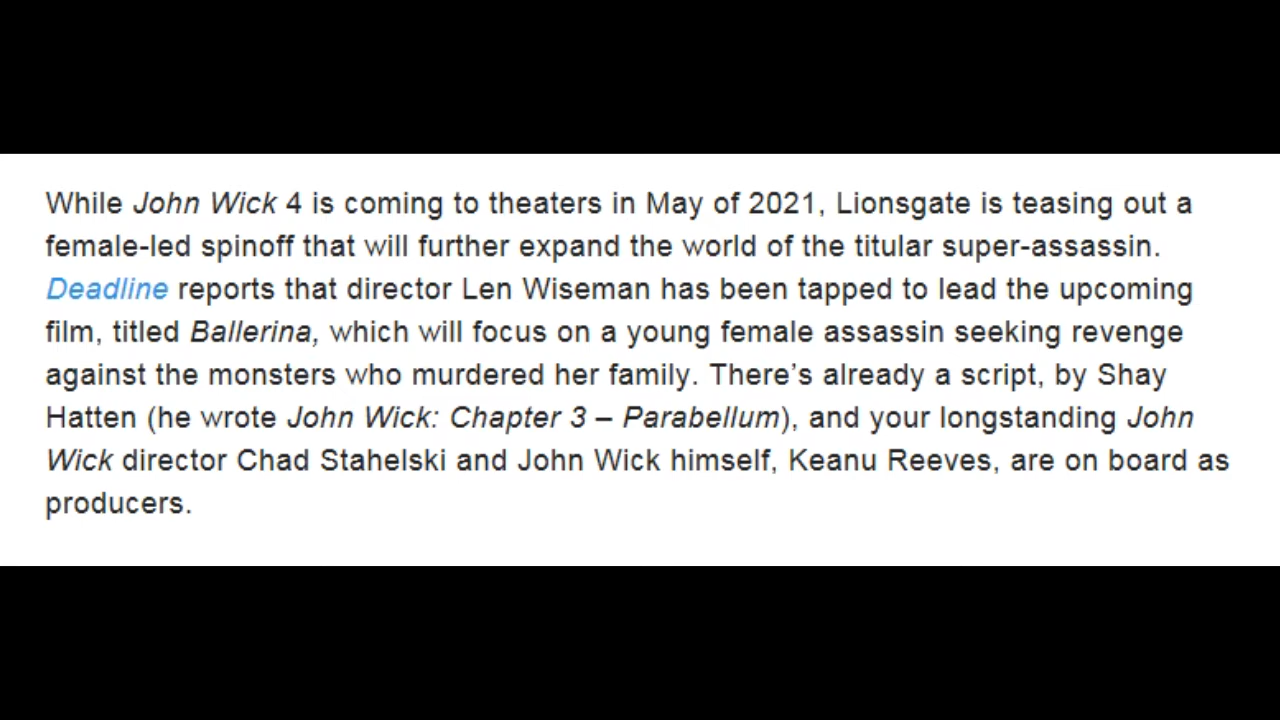 While John Wick 4 is coming to theaters in May of 2021, Lionsgate is teasing out a
female-led spinoff that will further expand the world of the titular super-assassin.
Deadline reports that director Len Wiseman has been tapped to lead the upcoming
film, titled Ballerina, which will focus on a young female assassin seeking revenge
against the monsters who murdered her family. There’s already a script, by Shay
Hatten (he wrote John Wick: Chapter 3 – Parabellum), and your longstanding John
Wick director Chad Stahelski and John Wick himself, Keanu Reeves, are on board as
producers.